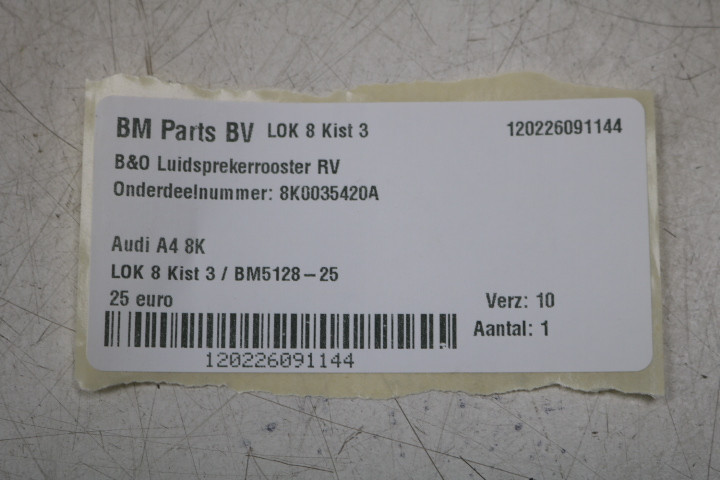 BM Parts BV LOK 8 Kist 3 120226091144
B&O Luidsprekerrooster RV
Onderdeelnummer: 8K0035420A
Audi A4 8K
LOK 8 Kist 3 / BM5128-25
25 euro Verz: 10
Aantal: 1
120226091144